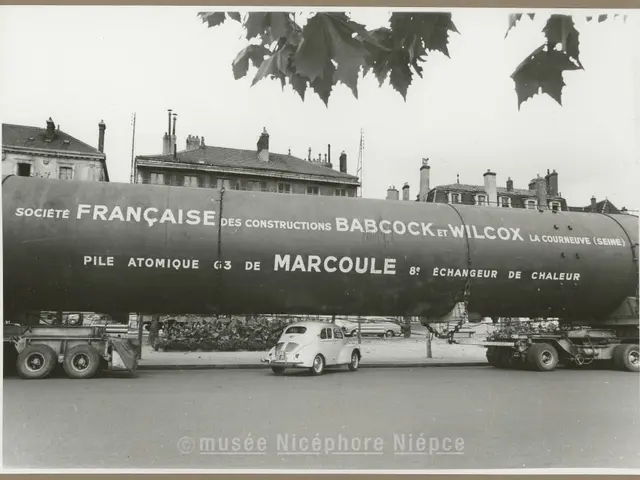 SOCIÉTÉ FRANÇAISE DES CONSTRUCTIONS BABCOCK ET WILCOX LA COURNEUVE (SEINE)
PILE ATOMIQUE G3 DE MARCOULE 8E ÉCHANGEUR DE CHALEUR
©musée Nicéphore Niépce